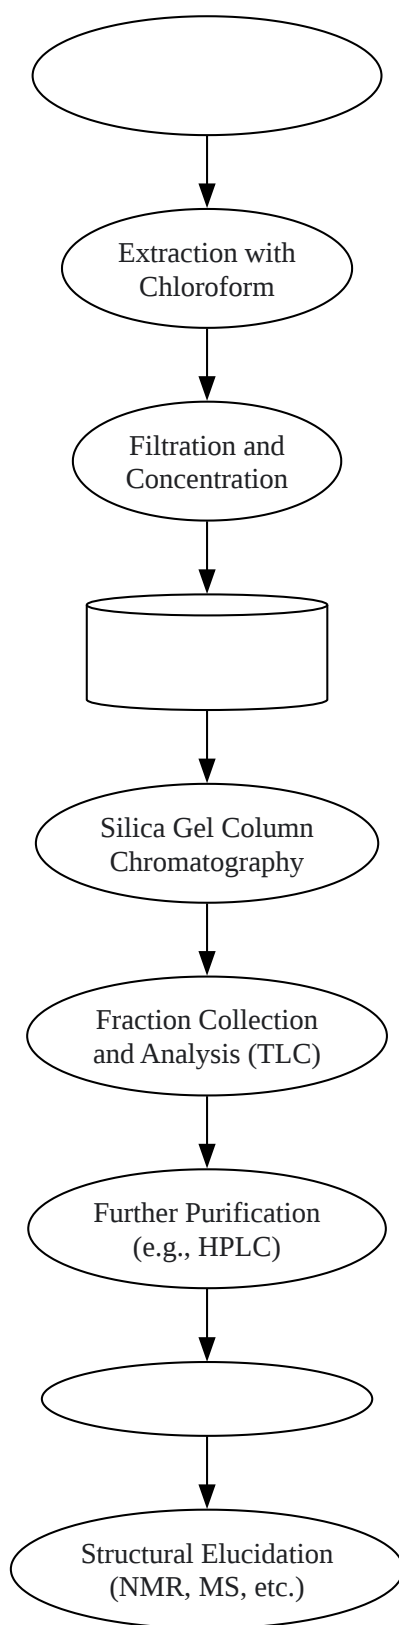 Extraction with
Chloroform
Filtration and
Concentration
Silica Gel Column
Chromatography
Fraction Collection
and Analysis (TLC)
Further Purification
(e.g., HPLC)
Structural Elucidation
(NMR, MS, etc.)